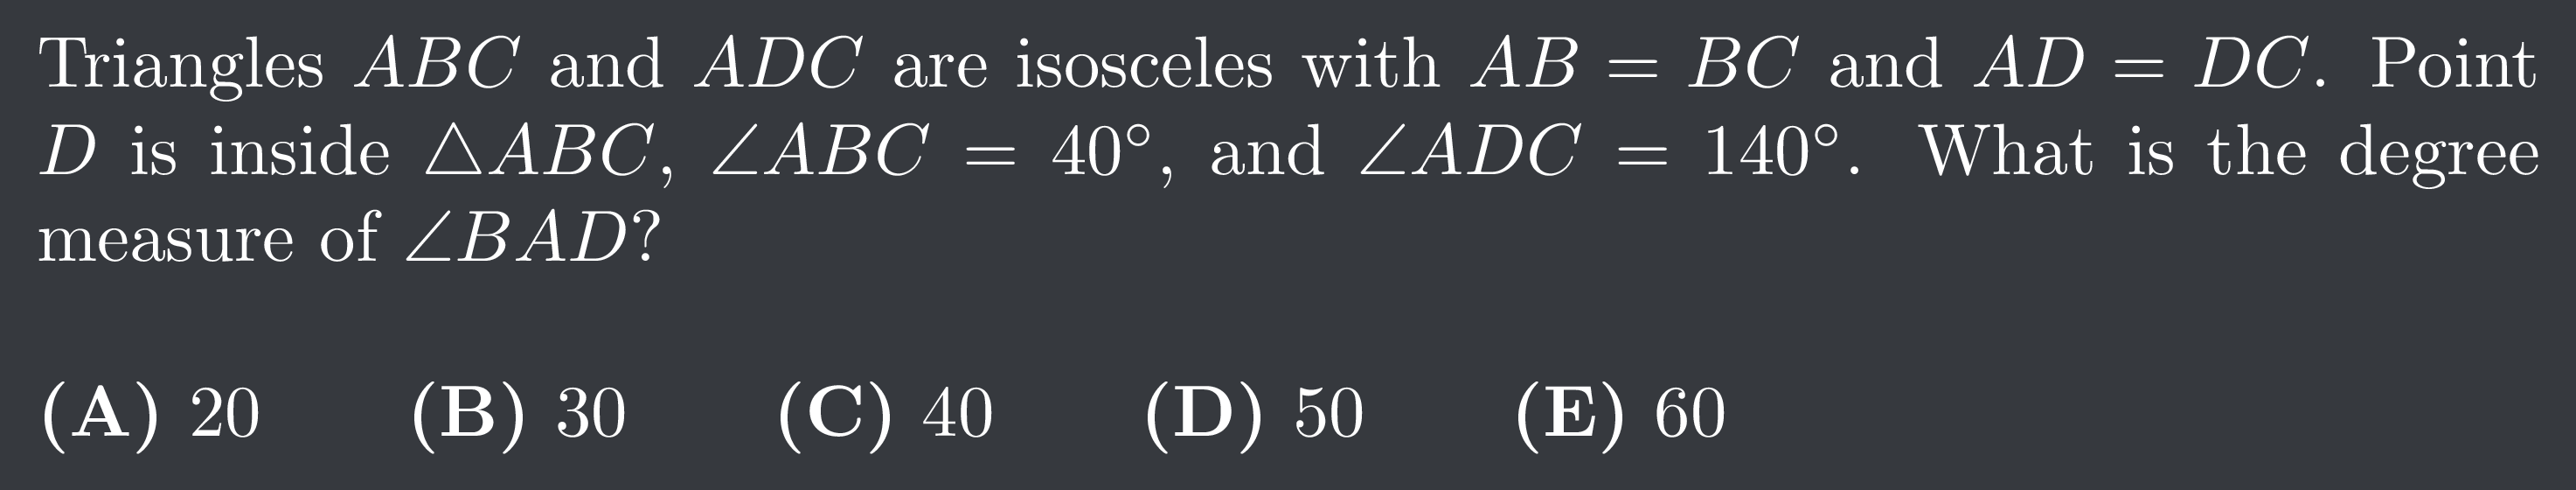 Triangles ABC and ADC are isosceles with AB = BC and AD = DC. Point
D is inside △ABC, ∠ABC = 40°, and ∠ADC = 140°. What is the degree
measure of ∠BAD?
(A) 20 (B) 30 (C) 40 (D) 50 (E) 60